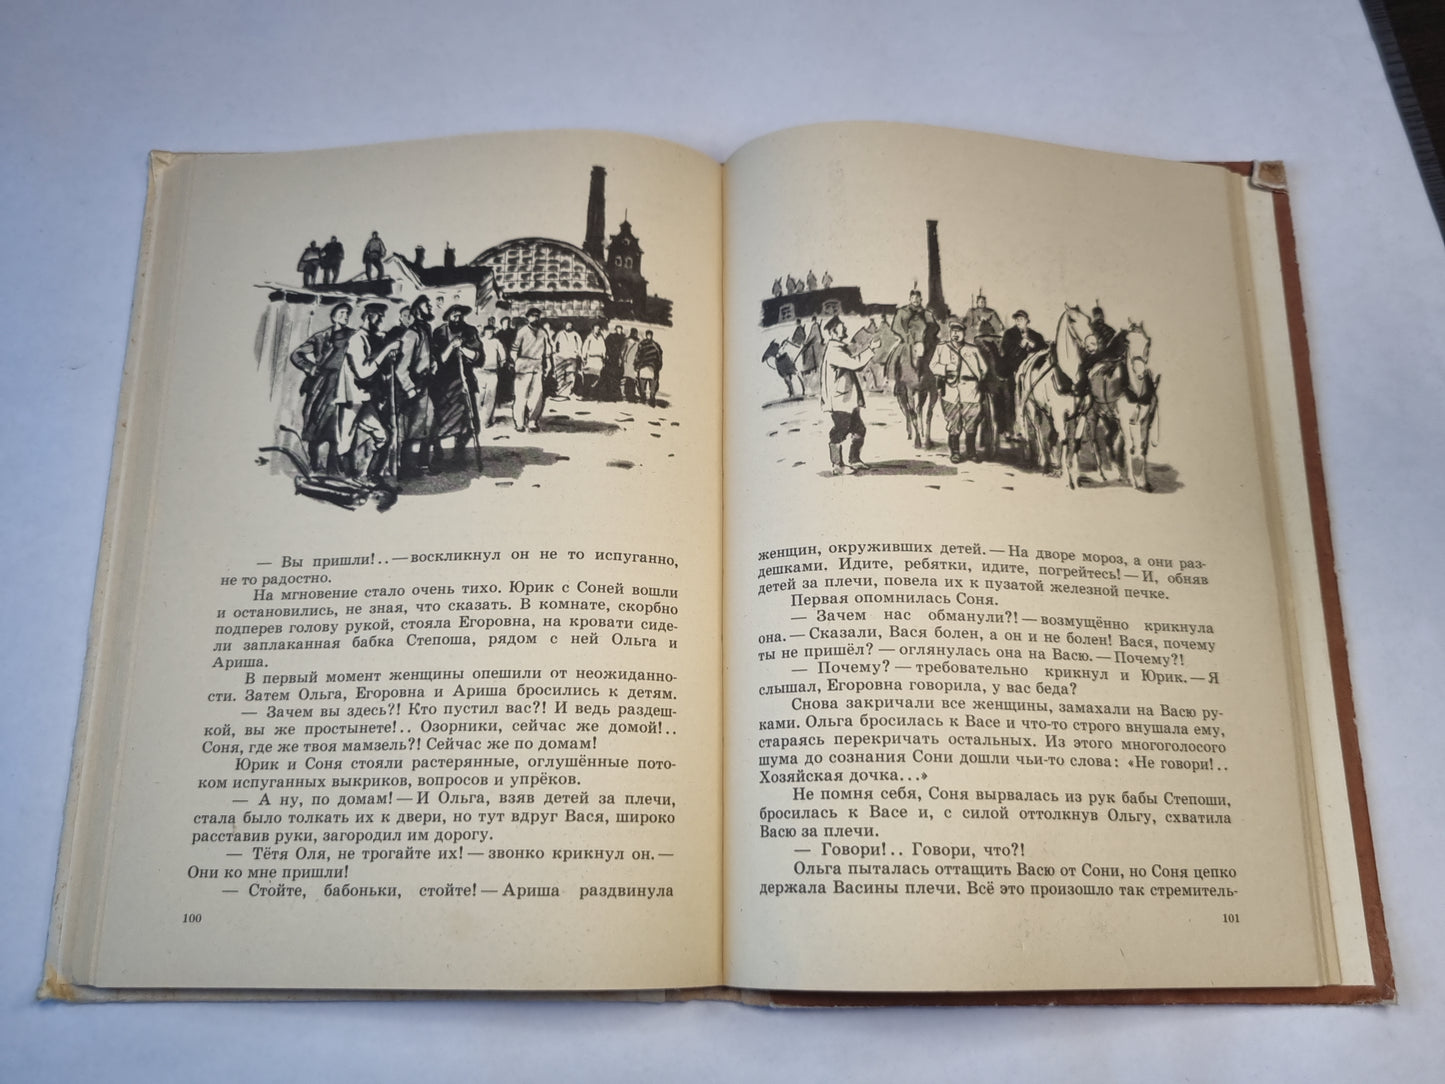 — Вы пришли!.. — воскликнул он не то испуганно,
не то радостно.
На мгновение стало очень тихо. Юрик с Соней вошли
и остановились, не зная, что сказать. В комнате, скорбно
подперев голову рукой, стояла Егоровна, на кровати сиде-
ли заплаканная бабка Степоша, рядом с ней Ольга и
Ариша.
В первый момент женщины опешили от неожиданно-
сти. Затем Ольга, Егоровна и Ариша бросились к детям.
— Зачем вы здесь?! Кто пустил вас?! И ведь раздеш-
кой, вы же простынете!.. Озорники, сейчас же домой!..
Соня, где же твоя мамзель?! Сейчас же по домам!
Юрик и Соня стояли растерянные, оглушённые пото-
ком испуганных выкриков, вопросов и упрёков.
— А ну, по домам! — И Ольга, взяв детей за плечи,
стала было толкать их к двери, но тут вдруг Вася, широко
расставив руки, загородил им дорогу.
— Тётя Оля, не трогайте их! — звонко крикнул он. —
Они ко мне пришли!
— Стойте, бабоньки, стойте! — Ариша раздвинула
100
женщин, окруживших детей. — На дворе мороз, а они раз-
дешками. Идите, ребятки, идите, погрейтесь! — И, обняв
детей за плечи, повела их к пузатой железной печке.
Первая опомнилась Соня.
— Зачем нас обманули?! — возмущённо крикнула
она. — Сказали, Вася болен, а он и не болен! Вася, почему
ты не пришёл? — оглянулась она на Васю. — Почему?!
— Почему? — требовательно крикнул и Юрик. — Я
слышал, Егоровна говорила, у вас беда?
Снова закричали все женщины, замахали на Васю ру-
ками. Ольга бросилась к Васе и что-то строго внушала ему,
стараясь перекричать остальных. Из этого многоголосого
шума до сознания Сони дошли чьи-то слова: «Не говори!..
Хозяйская дочка...»
Не помня себя, Соня вырвалась из рук бабы Степоши,
бросилась к Васе и, с силой оттолкнув Ольгу, схватила
Васю за плечи.
— Говори!.. Говори, что?!
Ольга пыталась оттащить Васю от Сони, но Соня цепко
держала Васины плечи. Всё это произошло так стремитель-
101